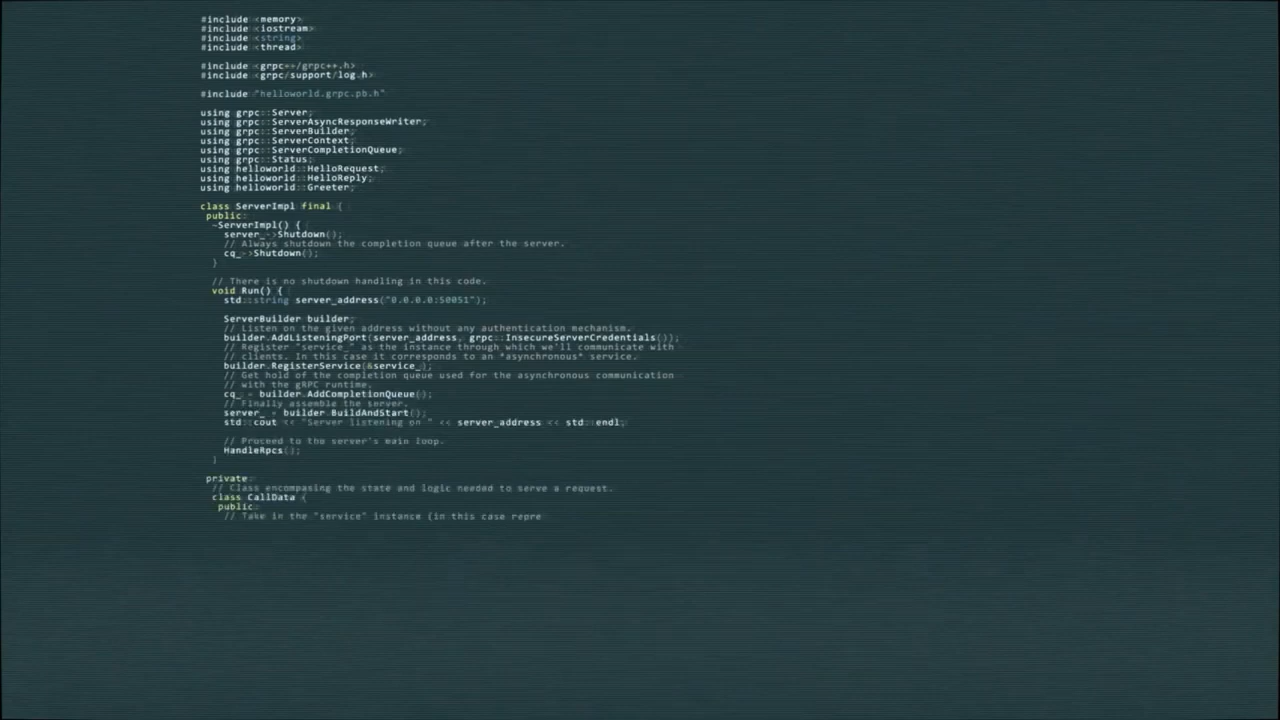 #include <memory>
#include <iostream>
#include <string>
#include <thread>
#include <grpc++/grpc++.h>
#include <grpc/support/log.h>
#include "helloworld.grpc.pb.h"
using grpc::Server;
using grpc::ServerAsyncResponseWriter;
using grpc::ServerBuilder;
using grpc::ServerContext;
using grpc::ServerCompletionQueue;
using grpc::Status;
using helloworld::HelloRequest;
using helloworld::HelloReply;
using helloworld::Greeter;
class ServerImpl final {
public:
~ServerImpl() {
server_->Shutdown();
// Always shutdown the completion queue after the server.
cq_->Shutdown();
}
// There is no shutdown handling in this code.
void Run() {
std::string server_address("0.0.0.0:50051");
ServerBuilder builder;
// Listen on the given address without any authentication mechanism.
builder.AddListeningPort(server_address, grpc::InsecureServerCredentials());
// Register "service_" as the instance through which we'll communicate with
// clients. In this case it corresponds to an *asynchronous* service.
builder.RegisterService(&service_);
// Get hold of the completion queue used for the asynchronous communication
// with the gRPC runtime.
cq_ = builder.AddCompletionQueue();
// Finally assemble the server.
server_ = builder.BuildAndStart();
std::cout << "Server listening on " << server_address << std::endl;
// Proceed to the server's main loop.
HandleRpcs();
}
private:
// Class encompasing the state and logic needed to serve a request.
class CallData {
public:
// Take in the "service" instance (in this case repre